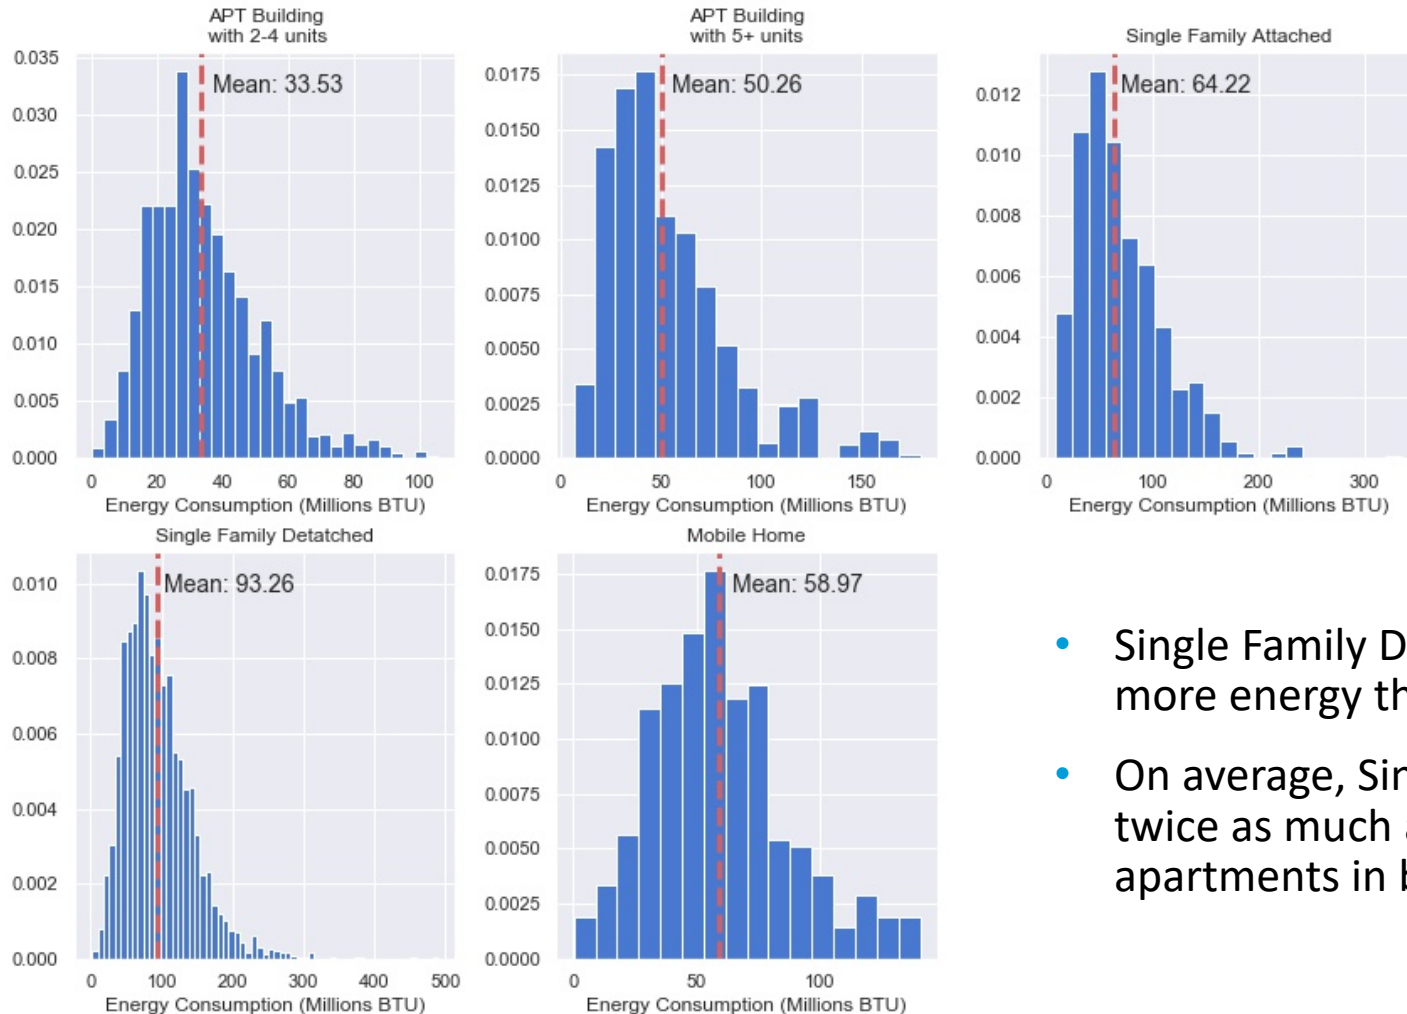 APT Building
with 2-4 units
Mean: 33.53
0.035
0.030
0.025
0.020
0.015
0.010
0.005
0.000
0 20 40 60 80 100
Energy Consumption (Millions BTU)
APT Building
with 5+ units
Mean: 50.26
0.0175
0.0150
0.0125
0.0100
0.0075
0.0050
0.0025
0.0000
0 50 100 150
Energy Consumption (Millions BTU)
Single Family Attached
Mean: 64.22
0.012
0.010
0.008
0.006
0.004
0.002
0.000
0 100 200 300
Energy Consumption (Millions BTU)
Single Family Detatched
Mean: 93.26
0.010
0.008
0.006
0.004
0.002
0.000
0 100 200 300 400 500
Energy Consumption (Millions BTU)
Mobile Home
Mean: 58.97
0.0175
0.0150
0.0125
0.0100
0.0075
0.0050
0.0025
0.0000
0 50 100
Energy Consumption (Millions BTU)
• Single Family
more energy
• On average,
twice as much
apartments in